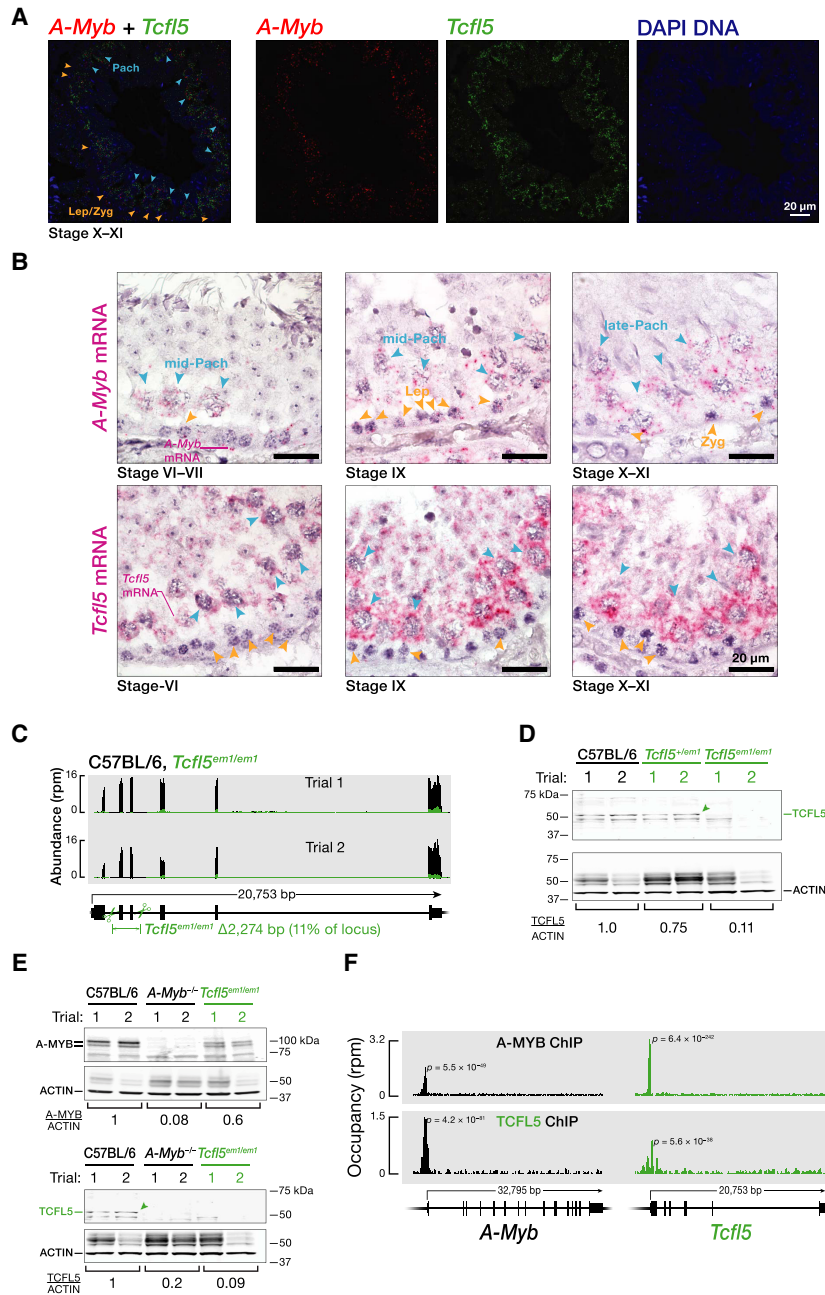 A
A-Myb + Tcfl5
A-Myb
Tcfl5
DAPI DNA
Pach
Lep/Zyg
20 µm
Stage X–XI
B
A-Myb mRNA
mid-Pach
A-Myb
mRNA
Stage VI–VII
mid-Pach
Lep
Stage IX
late-Pach
Zyg
Stage X–XI
Tcfl5 mRNA
Tcfl5
mRNA
Stage-VI
Stage IX
20 µm
Stage X–XI
C
C57BL/6, Tcfl5em1/em1
Abundance (rpm)
16
0
Trial 1
16
0
Trial 2
20,753 bp
Tcfl5em1/em1 Δ2,274 bp (11% of locus)
D
C57BL/6 Tcfl5+/em1 Tcfl5em1/em1
Trial: 1 2 1 2 1 2
75 kDa
50
37
TCFL5
75
50
37
ACTIN
TCFL5
ACTIN
1.0 0.75 0.11
E
C57BL/6 A-Myb–/– Tcfl5em1/em1
Trial: 1 2 1 2 1 2
A-MYB
100 kDa
75
ACTIN
50
37
A-MYB
ACTIN
1 0.08 0.6
C57BL/6 A-Myb–/– Tcfl5em1/em1
Trial: 1 2 1 2 1 2
75 kDa
TCFL5
50
ACTIN
50
37
TCFL5
ACTIN
1 0.2 0.09
F
Occupancy (rpm)
3.2
0
A-MYB ChIP
p = 5.5 × 10–49
p = 6.4 × 10–242
1.5
0
TCFL5 ChIP
p = 4.2 × 10–81
p = 5.6 × 10–38
32,795 bp
20,753 bp
A-Myb
Tcfl5